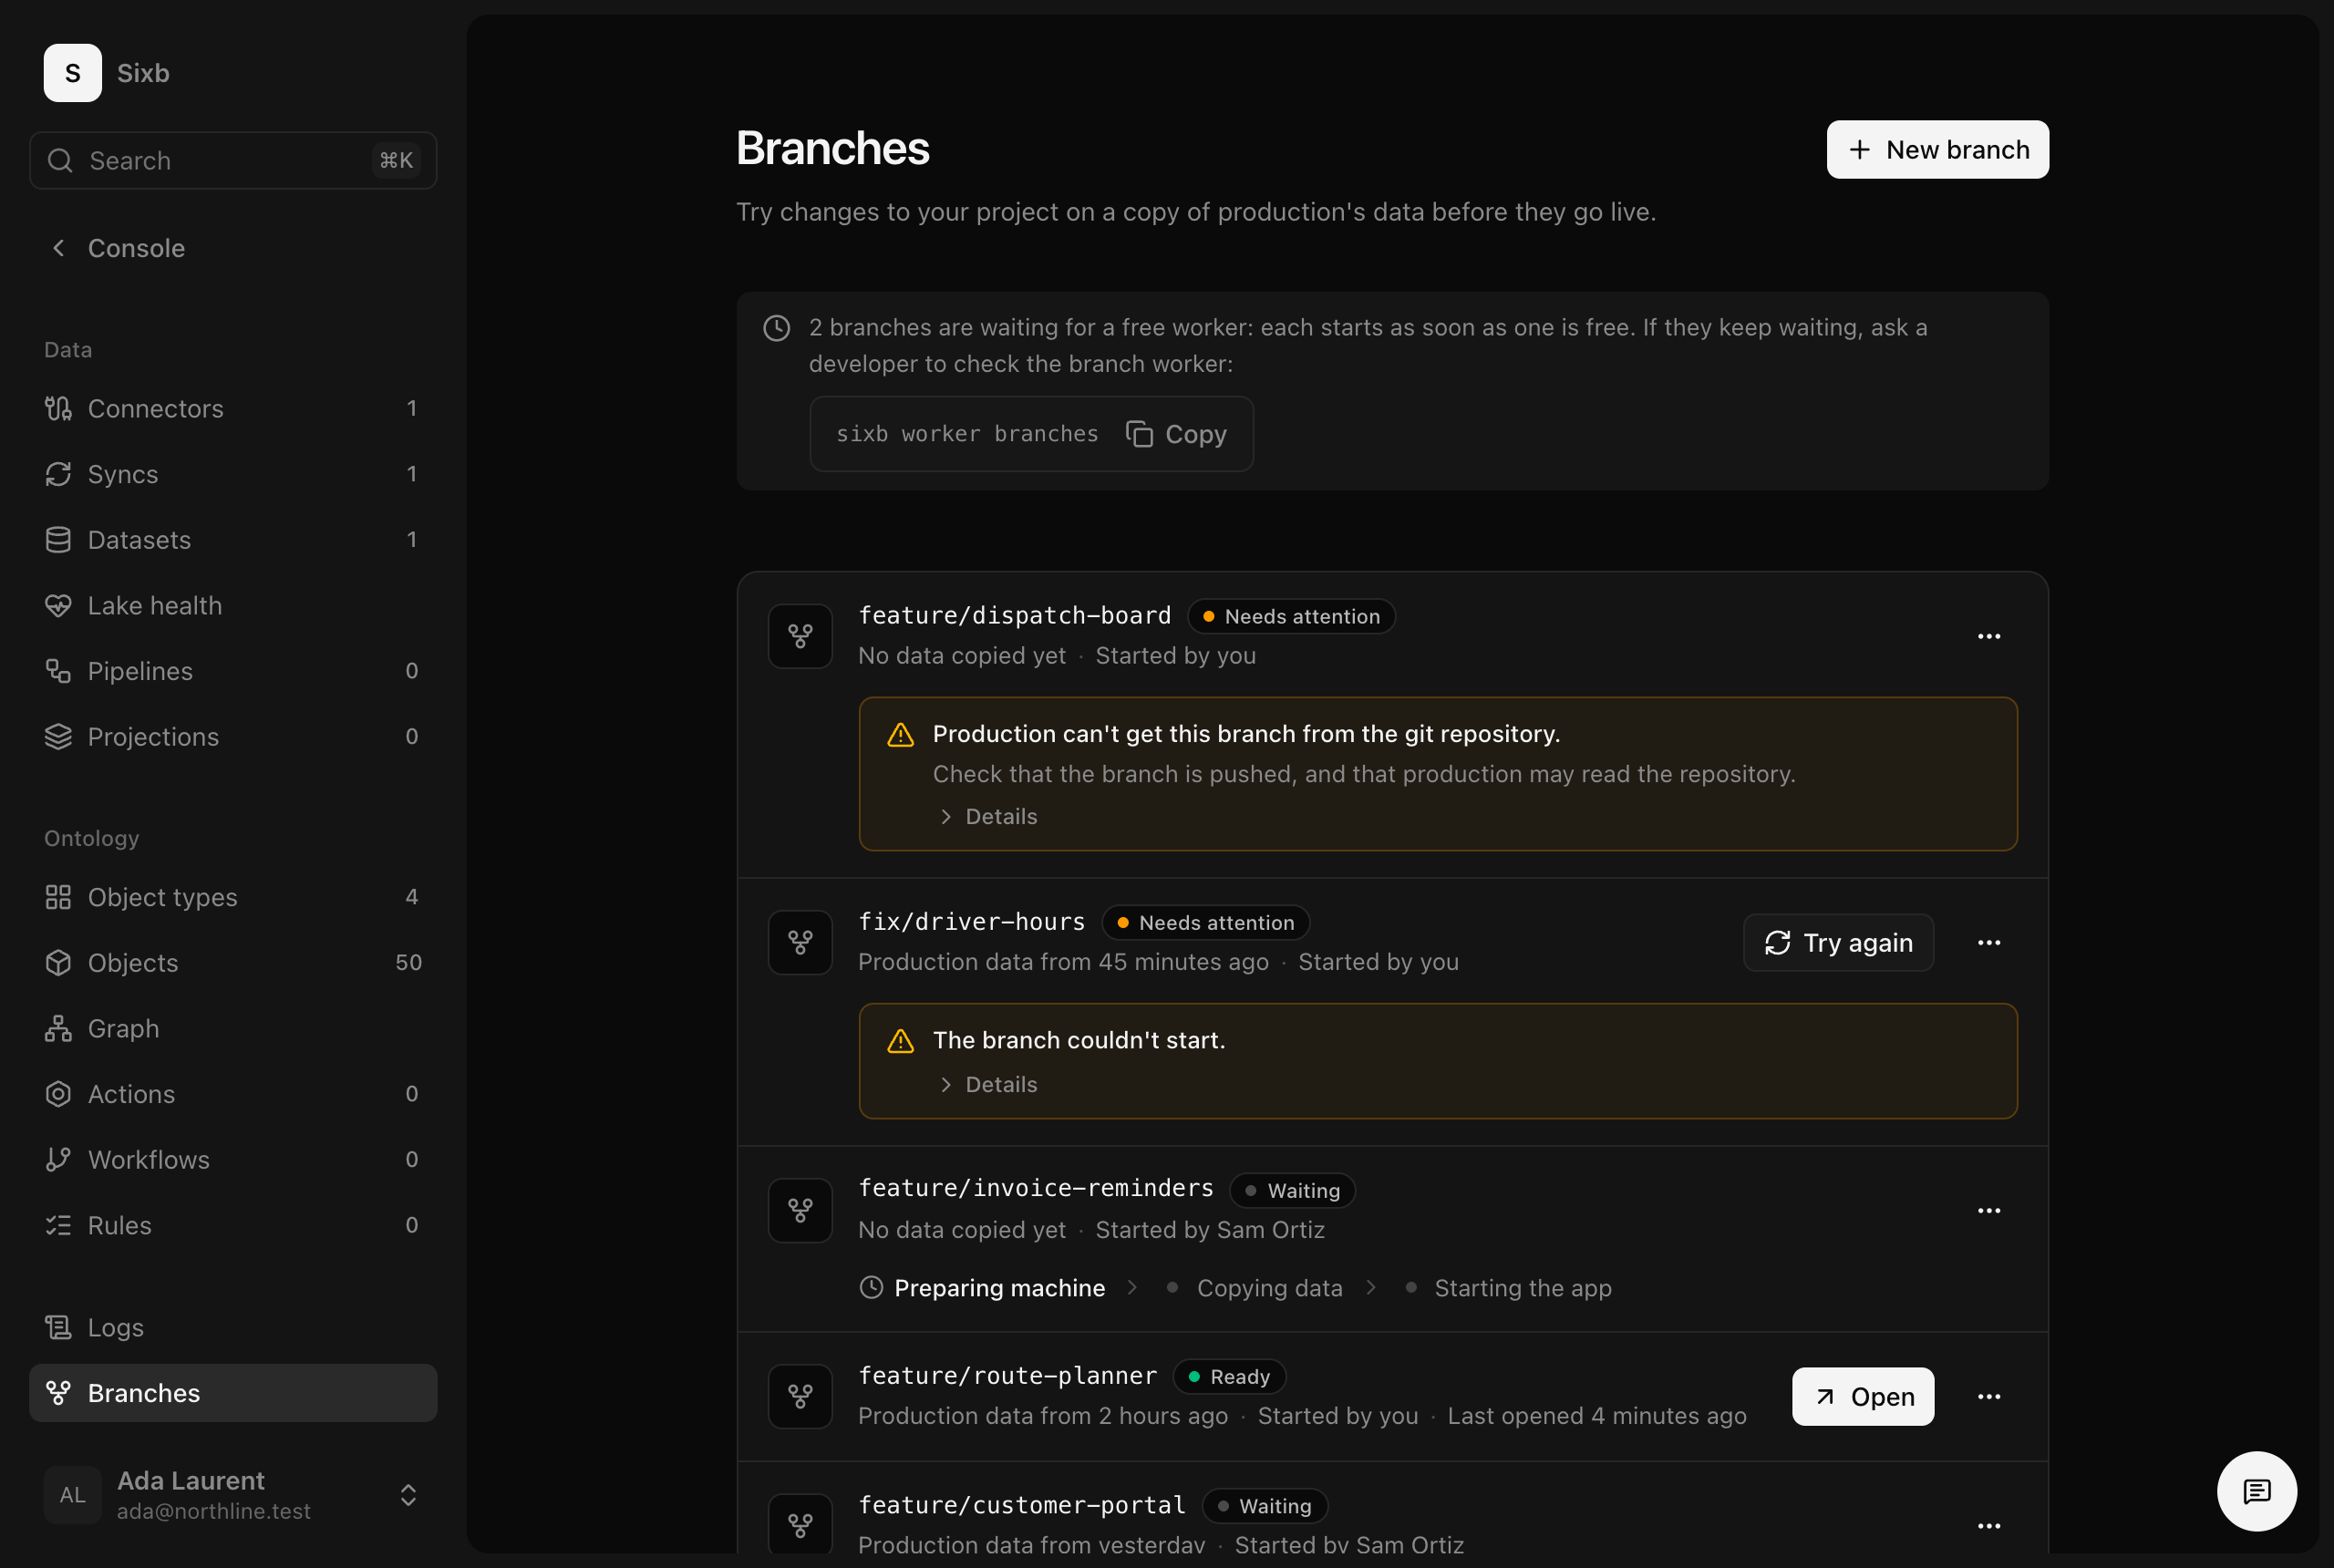 S Sixb
Search ⌘K
Console
Data
Connectors 1
Syncs 1
Datasets 1
Lake health
Pipelines 0
Projections 0
Ontology
Object types 4
Objects 50
Graph
Actions 0
Workflows 0
Rules 0
Logs
Branches
AL Ada Laurent
ada@northline.test
Branches
New branch
Try changes to your project on a copy of production's data before they go live.
2 branches are waiting for a free worker: each starts as soon as one is free. If they keep waiting, ask a
developer to check the branch worker:
sixb worker branches Copy
feature/dispatch-board Needs attention
No data copied yet · Started by you
Production can't get this branch from the git repository.
Check that the branch is pushed, and that production may read the repository.
Details
fix/driver-hours Needs attention
Production data from 45 minutes ago · Started by you
Try again
The branch couldn't start.
Details
feature/invoice-reminders Waiting
No data copied yet · Started by Sam Ortiz
Preparing machine Copying data Starting the app
feature/route-planner Ready
Production data from 2 hours ago · Started by you · Last opened 4 minutes ago
Open
feature/customer-portal Waiting
Production data from yesterday · Started by Sam Ortiz